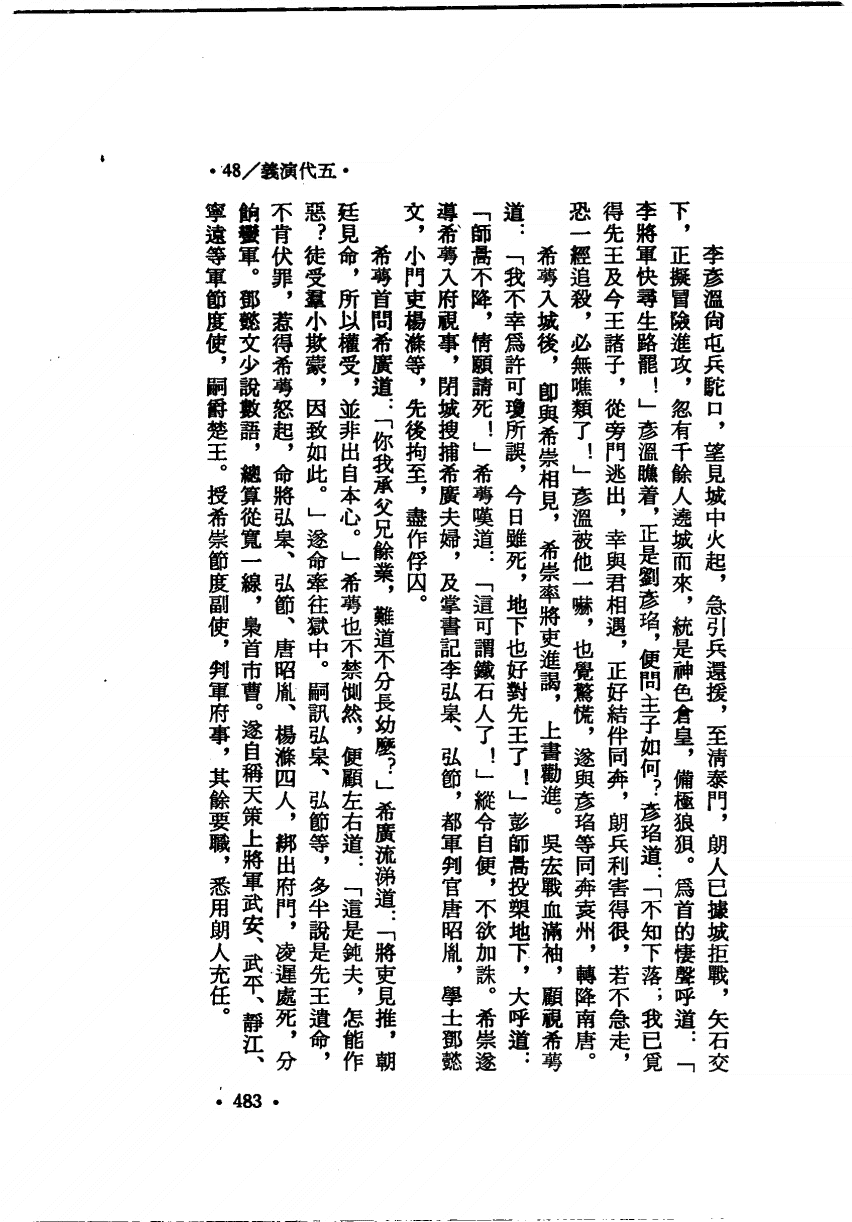 ·48／義演代五·
李彥溫尙屯兵駝口，望見城中火起，急引兵還援，至清泰門，朗人已據城拒戰，矢石交
下，正擬冒險進攻，忽有千餘人遶城而來，統是神色倉皇，備極狼狽。爲首的悽聲呼道：「
李將軍快尋生路罷！」彥溫瞧着，正是劉彥瑫，便問主子如何？彥瑫道：「不知下落；我已覓
得先王及今王諸子，從旁門逃出，幸與君相遇，正好結伴同奔，朗兵利害得很，若不急走，
恐一經追殺，必無噍類了！」彥溫被他一嚇，也覺驚慌，遂與彥瑫等同奔袁州，轉降南唐。
希萼入城後，卽與希崇相見，希崇率將吏進謁，上書勸進。吳宏戰血滿袖，顧視希萼
道：「我不幸爲許可瓊所誤，今日雖死，地下也好對先王了！」彭師暠投槊地下，大呼道：
「師暠不降，情願請死！」希萼嘆道：「這可謂鐵石人了！」縱令自便，不欲加誅。希崇遂
導希萼入府視事，閉城搜捕希廣夫婦，及掌書記李弘臯、弘節，都軍判官唐昭胤，學士鄧懿
文，小門吏楊滌等，先後拘至，盡作俘囚。
希萼首問希廣道：「你我承父兄餘業，難道不分長幼麼？」希廣流涕道：「將吏見推，朝
廷見命，所以權受，並非出自本心。」希萼也不禁惻然，便顧左右道：「這是鈍夫，怎能作
惡？徒受羣小欺蒙，因致如此。」遂命牽往獄中。嗣訊弘臯、弘節等，多半說是先王遺命，
不肯伏罪，惹得希萼怒起，命將弘臯、弘節、唐昭胤、楊滌四人，綁出府門，凌遲處死，分
餉蠻軍。鄧懿文少說數語，總算從寬一線，梟首市曹。遂自稱天策上將軍武安、武平、靜江、
寧遠等軍節度使，嗣爵楚王。授希崇節度副使，判軍府事，其餘要職，悉用朗人充任。
·483·